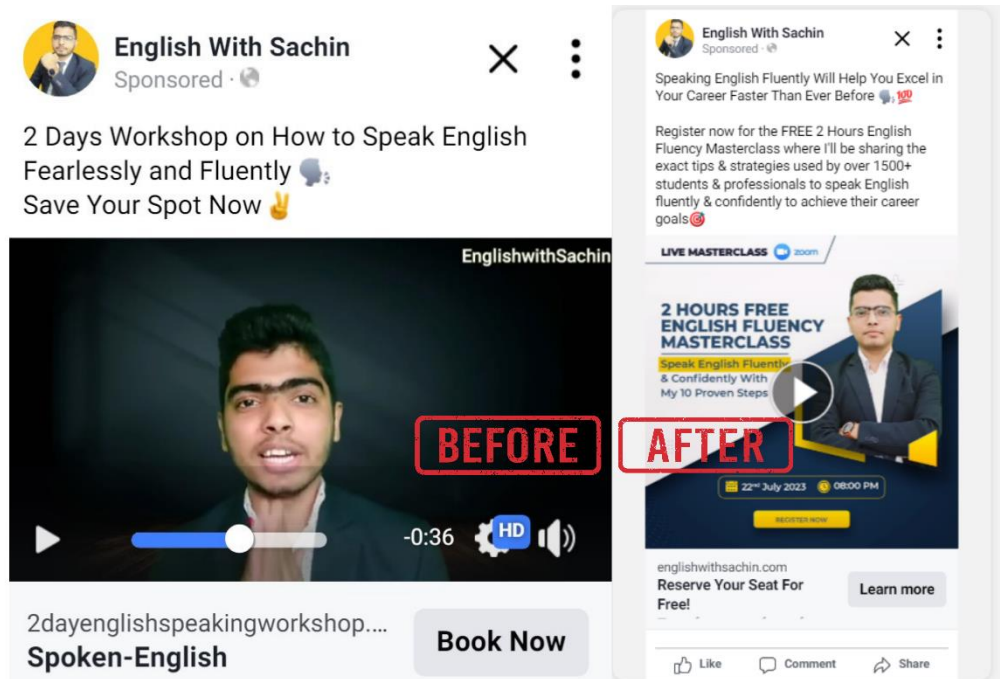 English With Sachin
Sponsored ·
2 Days Workshop on How to Speak English
Fearlessly and Fluently 🗣️
Save Your Spot Now ✌️
EnglishwithSachin
-0:36
HD
2dayenglishspeakingworkshop....
Spoken-English
Book Now
BEFORE
AFTER
English With Sachin
Sponsored ·
Speaking English Fluently Will Help You Excel in
Your Career Faster Than Ever Before 🗣️💯
Register now for the FREE 2 Hours English
Fluency Masterclass where I'll be sharing the
exact tips & strategies used by over 1500+
students & professionals to speak English
fluently & confidently to achieve their career
goals🎯
LIVE MASTERCLASS zoom
2 HOURS FREE
ENGLISH FLUENCY
MASTERCLASS
Speak English Fluently
& Confidently With
My 10 Proven Steps
22nd July 2023 08:00 PM
REGISTER NOW
englishwithsachin.com
Reserve Your Seat For
Free!
Learn more
Like Comment Share